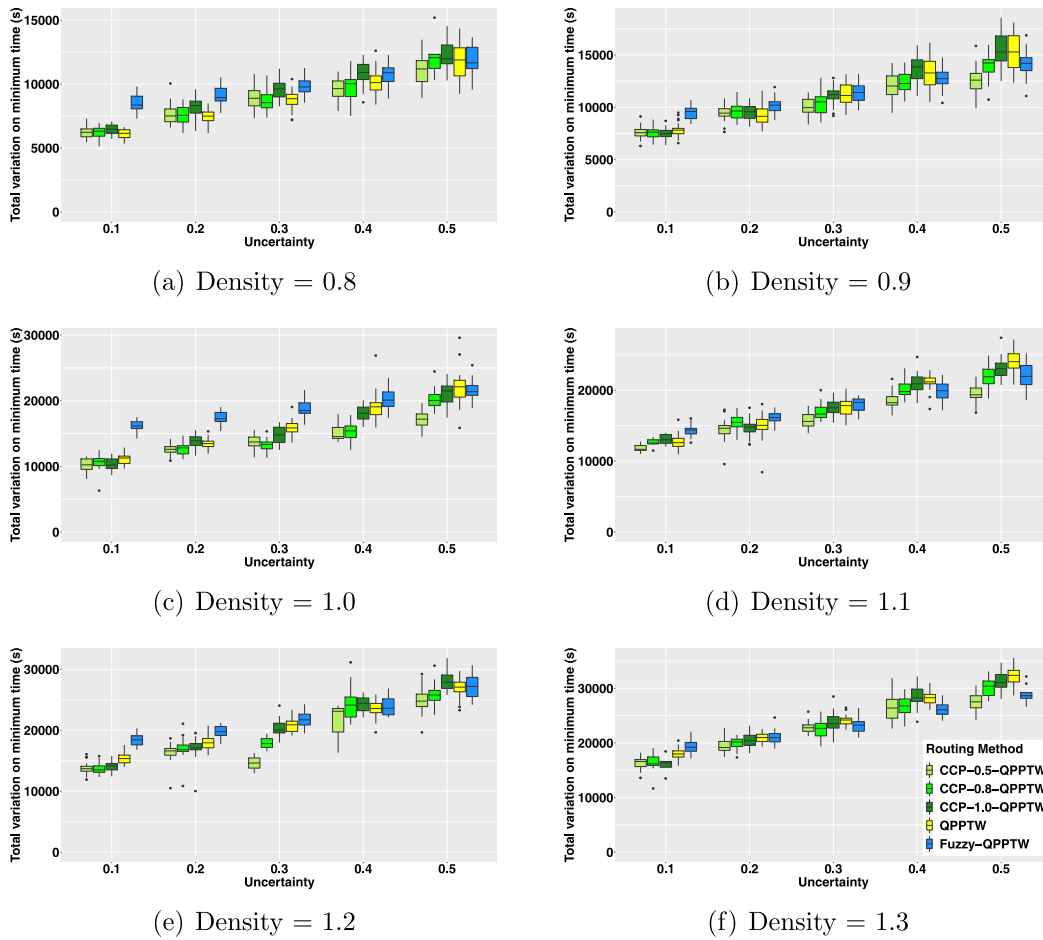 Total variation on minimum time (s)
15000
10000
5000
0
0.1 0.2 0.3 0.4 0.5
Uncertainty
(a) Density = 0.8
Total variation on minimum time (s)
15000
10000
5000
0
0.1 0.2 0.3 0.4 0.5
Uncertainty
(b) Density = 0.9
Total variation on minimum time (s)
30000
20000
10000
0
0.1 0.2 0.3 0.4 0.5
Uncertainty
(c) Density = 1.0
Total variation on minimum time (s)
20000
10000
0
0.1 0.2 0.3 0.4 0.5
Uncertainty
(d) Density = 1.1
Total variation on minimum time (s)
30000
20000
10000
0
0.1 0.2 0.3 0.4 0.5
Uncertainty
(e) Density = 1.2
Total variation on minimum time (s)
30000
20000
10000
0
0.1 0.2 0.3 0.4 0.5
Uncertainty
Routing Method
CCP−0.5−QPPTW
CCP−0.8−QPPTW
CCP−1.0−QPPTW
QPPTW
Fuzzy−QPPTW
(f) Density = 1.3